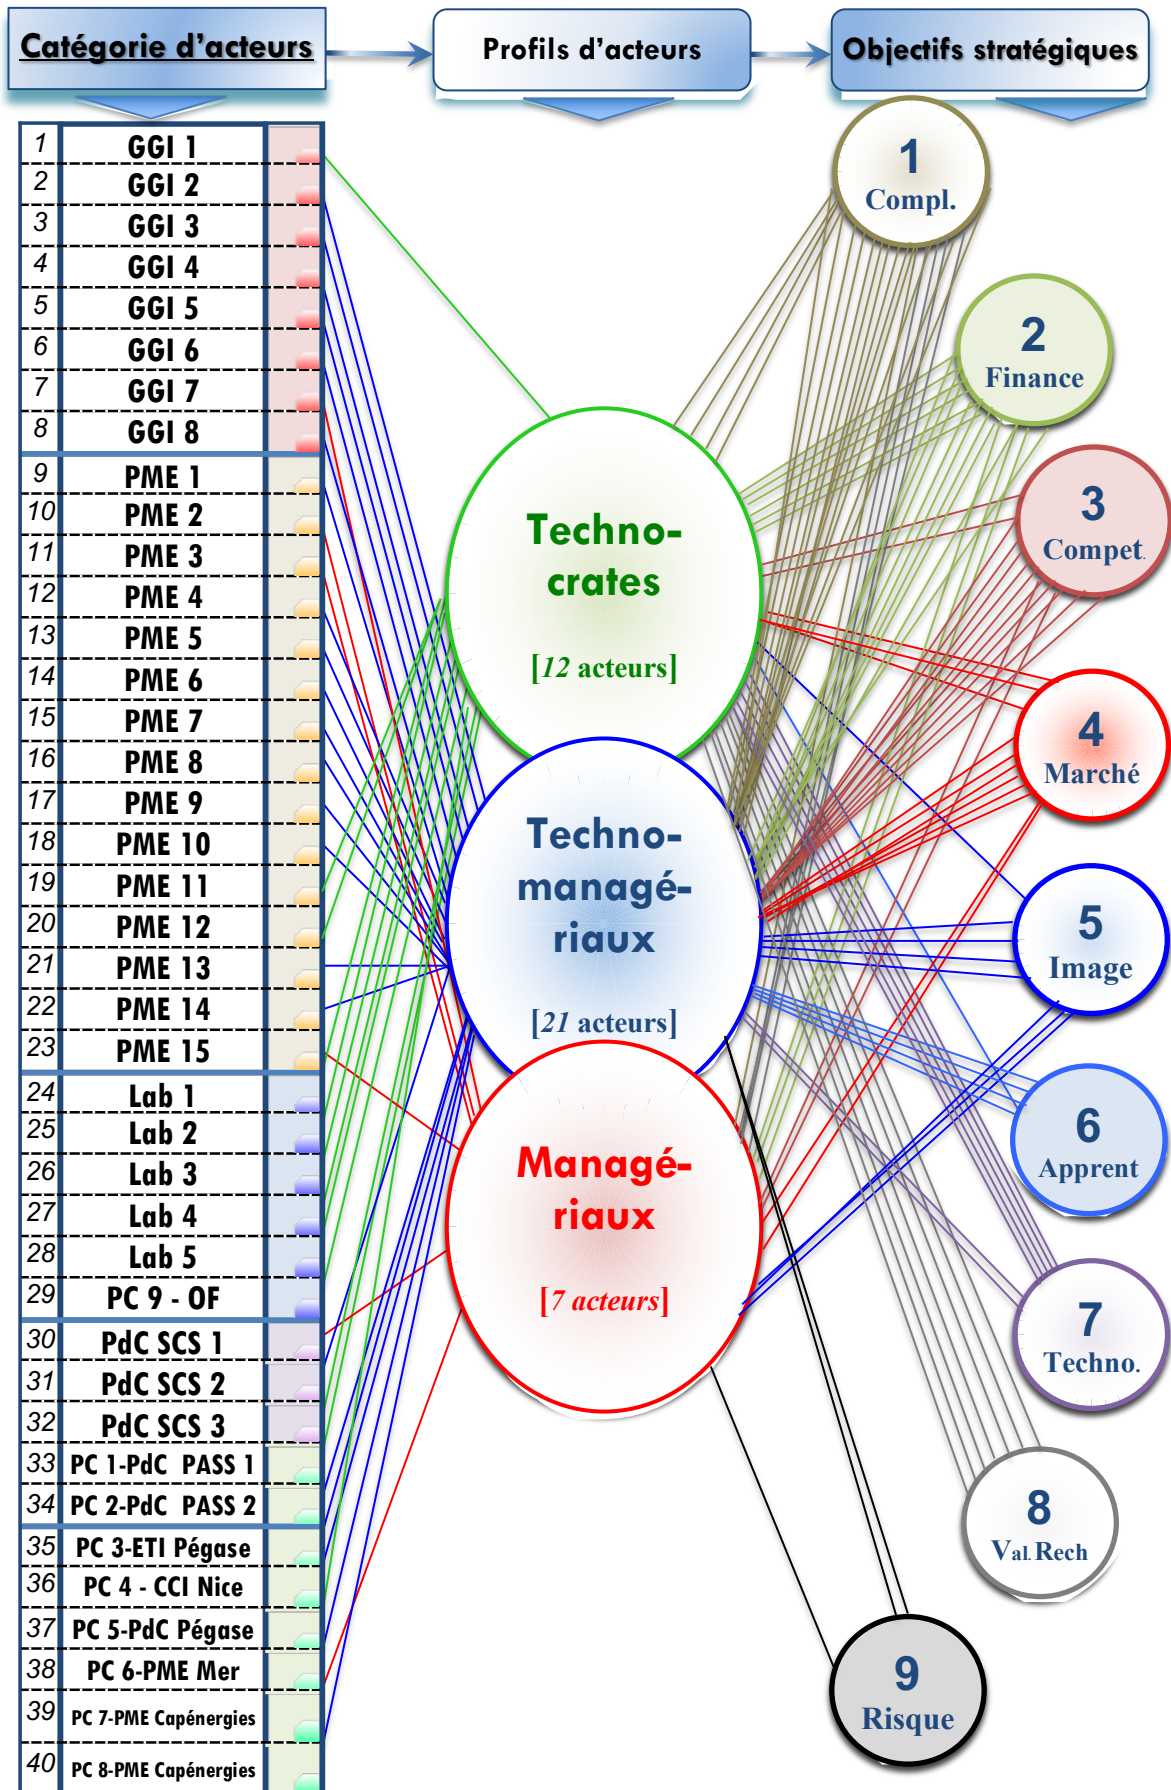 Catégorie d'acteurs
Profils d'acteurs
Objectifs stratégiques
1 GGI 1
2 GGI 2
3 GGI 3
4 GGI 4
5 GGI 5
6 GGI 6
7 GGI 7
8 GGI 8
9 PME 1
10 PME 2
11 PME 3
12 PME 4
13 PME 5
14 PME 6
15 PME 7
16 PME 8
17 PME 9
18 PME 10
19 PME 11
20 PME 12
21 PME 13
22 PME 14
23 PME 15
24 Lab 1
25 Lab 2
26 Lab 3
27 Lab 4
28 Lab 5
29 PC 9 - OF
30 PdC SCS 1
31 PdC SCS 2
32 PdC SCS 3
33 PC 1-PdC PASS 1
34 PC 2-PdC PASS 2
35 PC 3-ETI Pégase
36 PC 4 - CCI Nice
37 PC 5-PdC Pégase
38 PC 6-PME Mer
39 PC 7-PME Capénergies
40 PC 8-PME Capénergies
Techno-
crates
[12 acteurs]
Techno-
managé-
riaux
[21 acteurs]
Managé-
riaux
[7 acteurs]
1
Compl.
2
Finance
3
Compet.
4
Marché
5
Image
6
Apprent
7
Techno.
8
Val. Rech
9
Risque